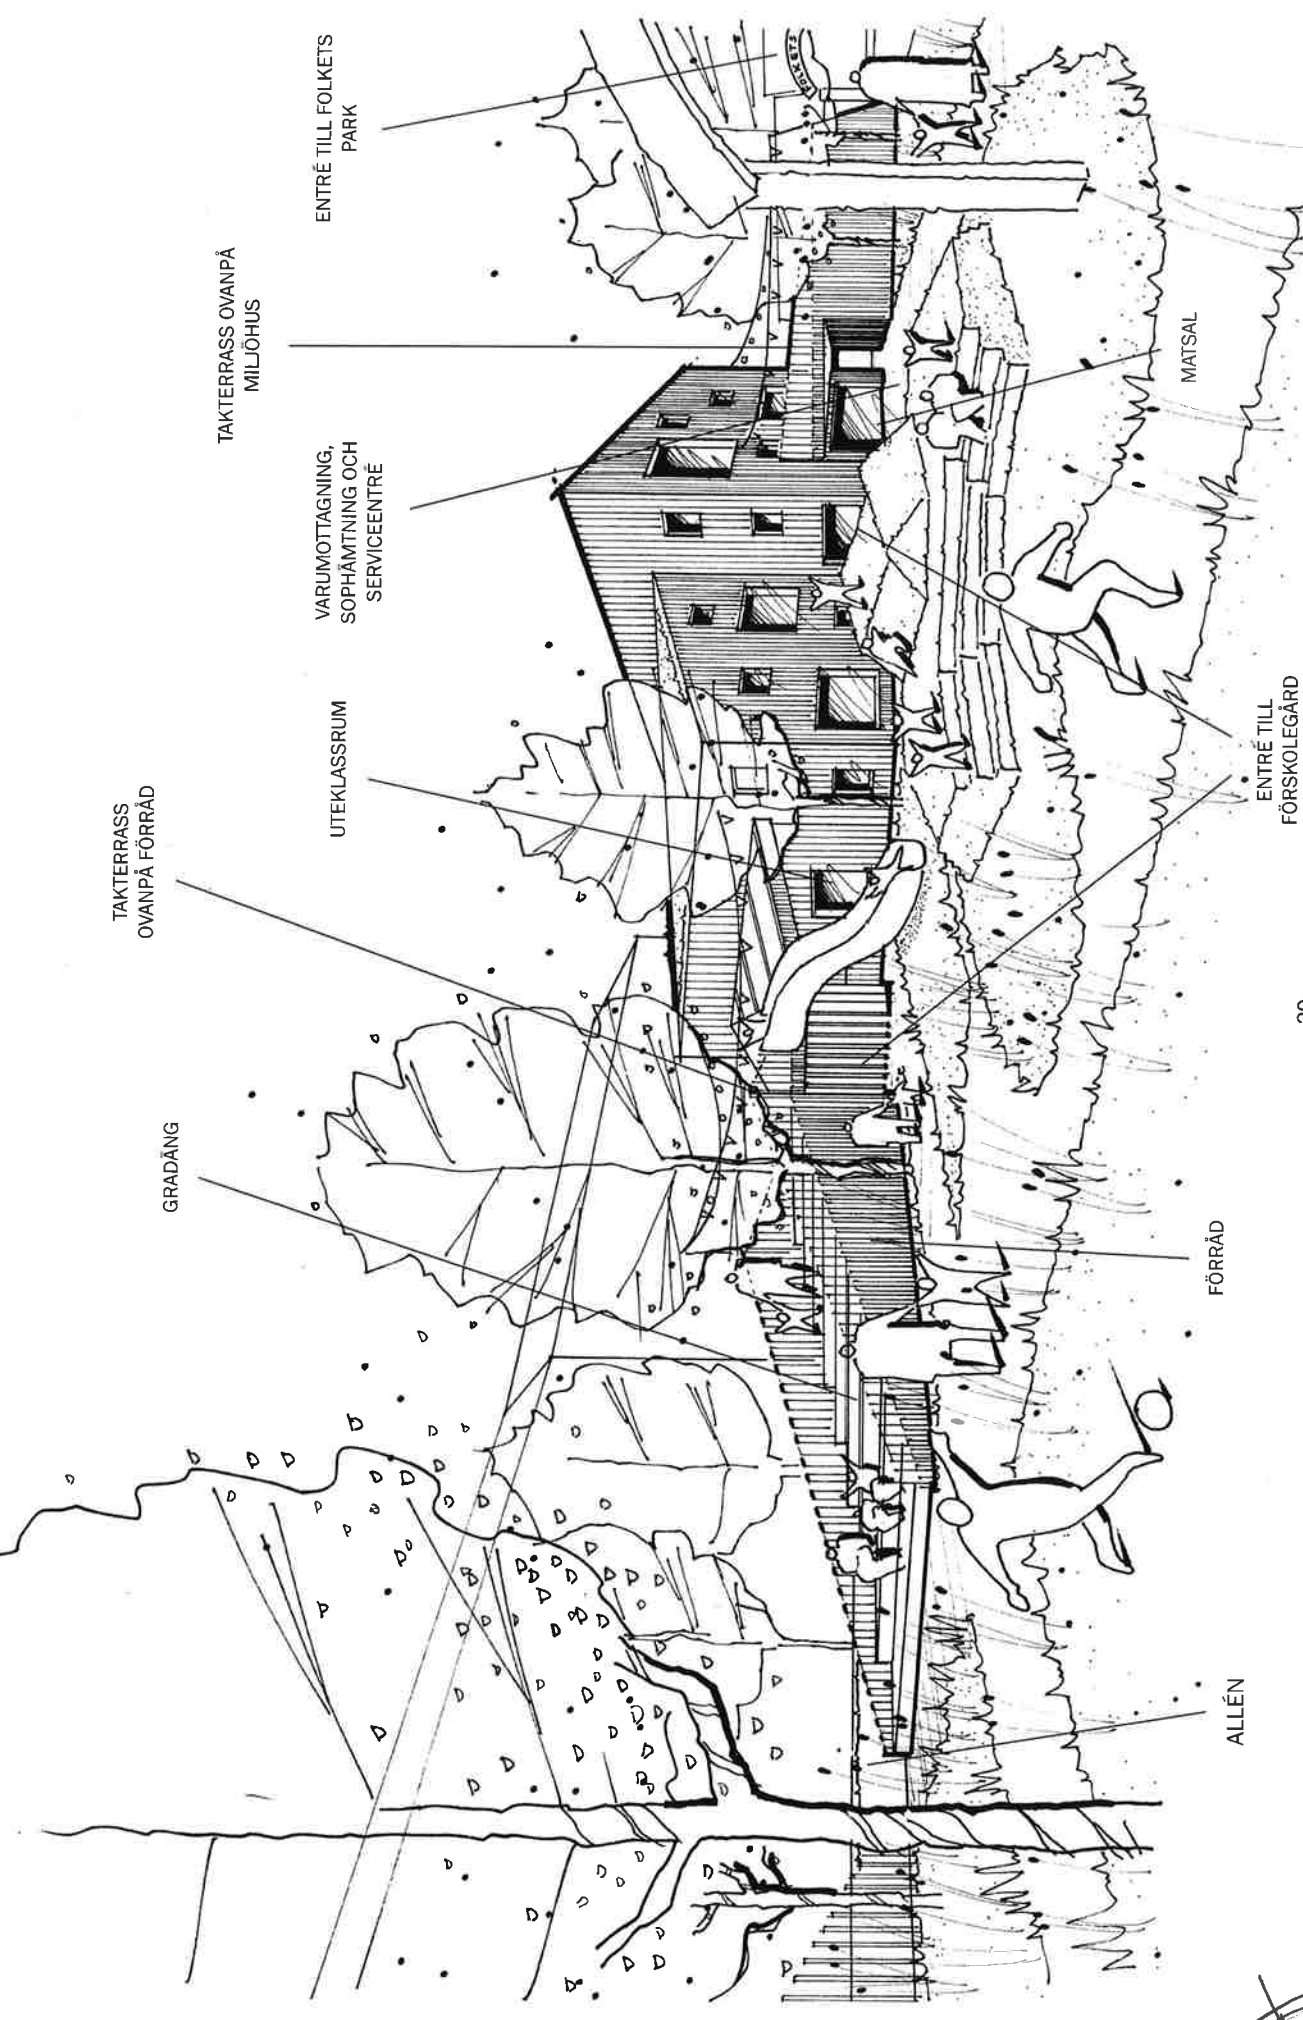 GRADÄNG
TAKTERRASS
OVANPÅ FÖRRÅD
UTEKLASSRUM
VARUMOTTAGNING,
SOPHÄMTNING OCH
SERVICEENTRÉ
TAKTERRASS OVANPÅ
MILJÖHUS
ENTRÉ TILL FOLKETS
PARK
FOLKETS
ALLÉN
FÖRRÅD
ENTRÉ TILL
FÖRSKOLEGÅRD
MATSAL